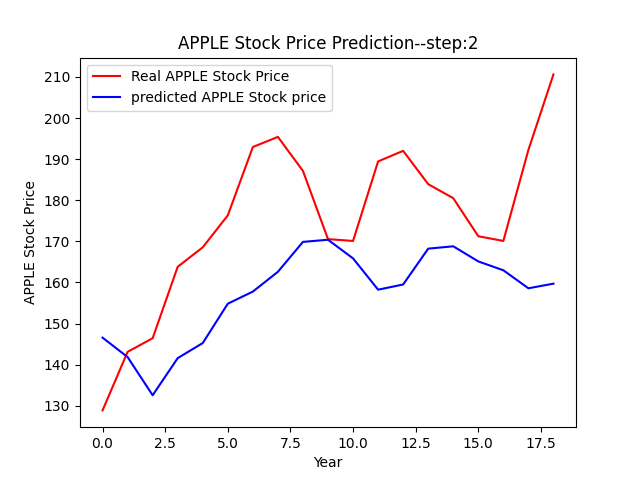 APPLE Stock Price Prediction--step:2
Real APPLE Stock Price
predicted APPLE Stock price
APPLE Stock Price
210
200
190
180
170
160
150
140
130
0.0 2.5 5.0 7.5 10.0 12.5 15.0 17.5
Year